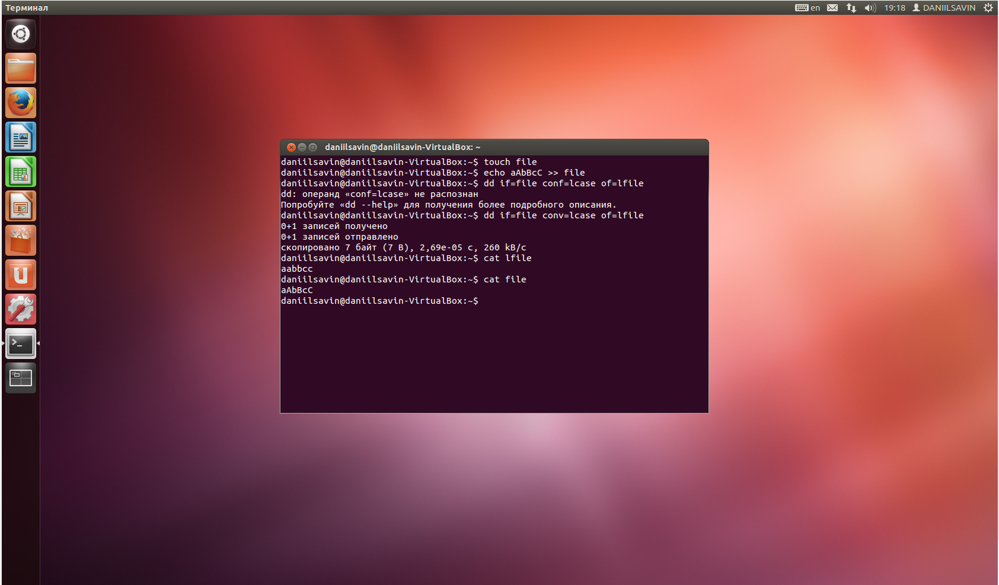 Терминал
en
19:18
DANIILSAVIN
daniilsavin@daniilsavin-VirtualBox: ~
daniilsavin@daniilsavin-VirtualBox:~$ touch file
daniilsavin@daniilsavin-VirtualBox:~$ echo aAbBcC >> file
daniilsavin@daniilsavin-VirtualBox:~$ dd if=file conf=lcase of=lfile
dd: операнд «conf=lcase» не распознан
Попробуйте «dd --help» для получения более подробного описания.
daniilsavin@daniilsavin-VirtualBox:~$ dd if=file conv=lcase of=lfile
0+1 записей получено
0+1 записей отправлено
скопировано 7 байт (7 B), 2,69e-05 c, 260 kB/c
daniilsavin@daniilsavin-VirtualBox:~$ cat lfile
aabbcc
daniilsavin@daniilsavin-VirtualBox:~$ cat file
aAbBcC
daniilsavin@daniilsavin-VirtualBox:~$